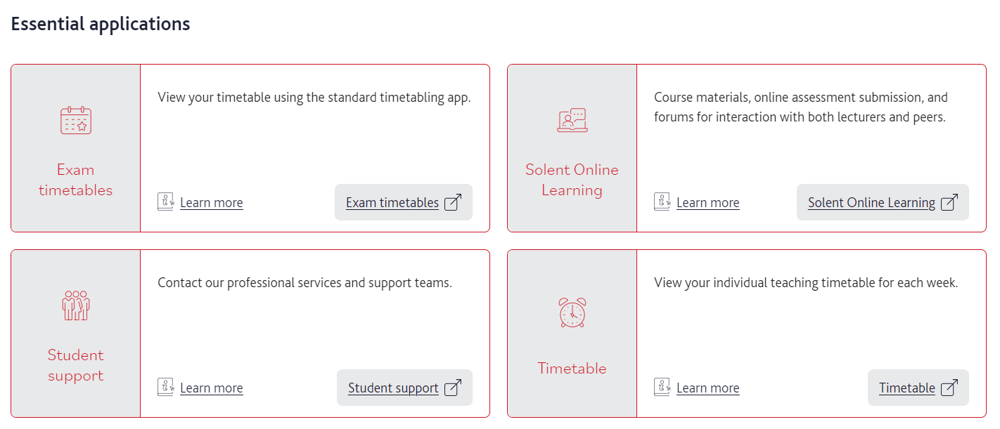 Essential applications
Exam
timetables
View your timetable using the standard timetabling app.
Learn more
Exam timetables
Solent Online
Learning
Course materials, online assessment submission, and
forums for interaction with both lecturers and peers.
Learn more
Solent Online Learning
Student
support
Contact our professional services and support teams.
Learn more
Student support
Timetable
View your individual teaching timetable for each week.
Learn more
Timetable